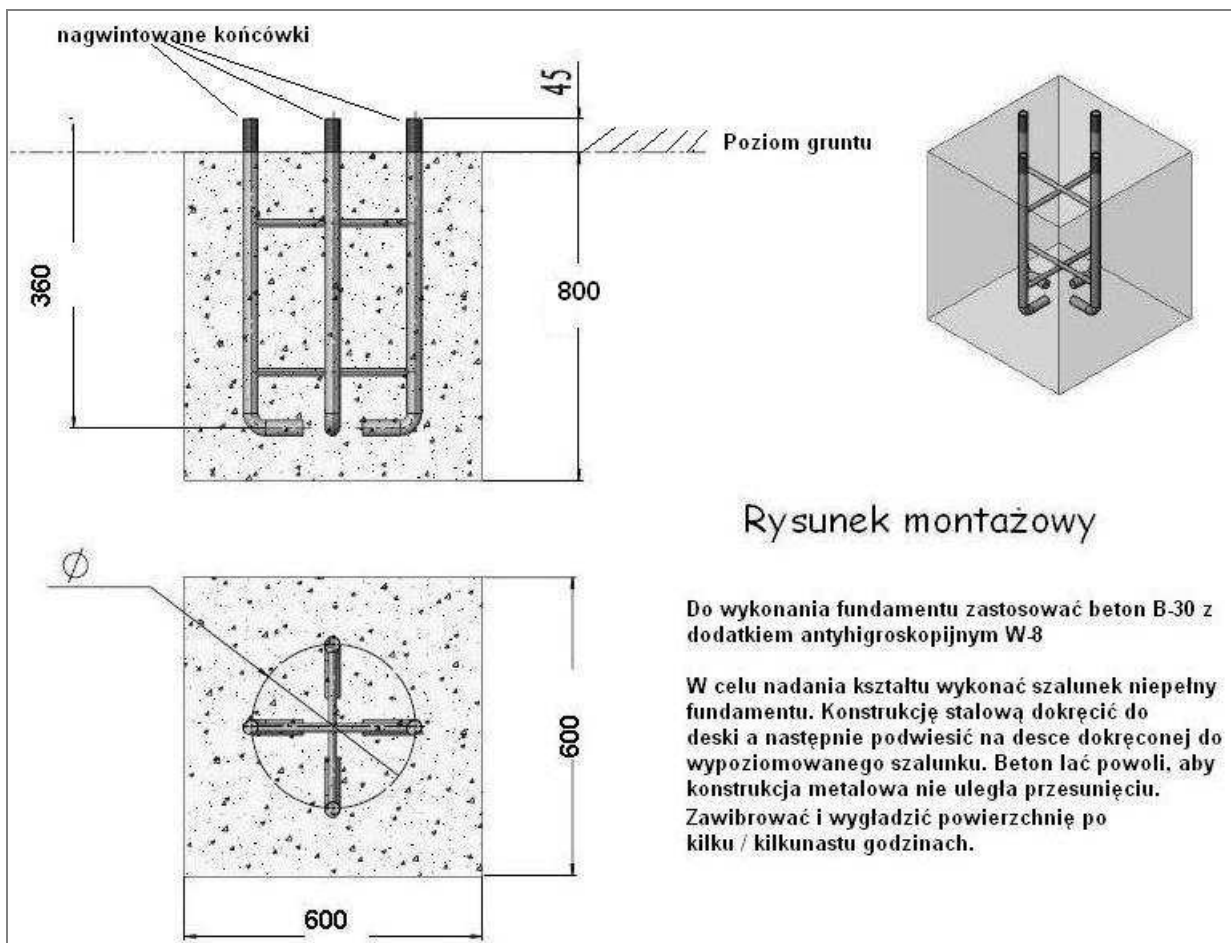 nagwintowane końcówki
45
Poziom gruntu
360
800
Rysunek montażowy
Ø
600
600
Do wykonania fundamentu zastosować beton B-30 z
dodatkiem antyhigroskopijnym W-8
W celu nadania kształtu wykonać szalunek niepełny
fundamentu. Konstrukcję stalową dokręcić do
deski a następnie podwiesić na desce dokręconej do
wypoziomowanego szalunku. Beton lać powoli, aby
konstrukcja metalowa nie uległa przesunięciu.
Zawibrować i wygładzić powierzchnię po
kilku / kilkunastu godzinach.